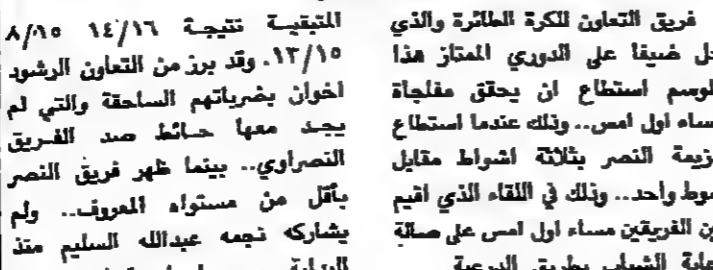 فريق التعاون للكرة الطائرة والذي
حل ضيفا على الدوري الممتاز هذا
الموسم استطاع ان يحقق مفاجأة
مساء اول امس.. وذلك عندما استطاع
هزيمة النصر بثلاثة اشواط مقابل
شوط واحد... وذلك في اللقاء الذي اقيم
بين الفريقين مساء اول امس على صالة
رعاية الشباب بطريق الدرعية
المتبقية نتيجة ١٤/١٦ ٨/١٥
١٣/١٥. وقد برز من التعاون الرشود
اخوان بضرباتهم الساحقة والتي لم
يجد معها حائط صد الفريق
النصراوي.. بينما ظهر فريق النصر
بأقل من مستواه المعروف.. ولم
يشاركه نجمه عبدالله السليم منذ